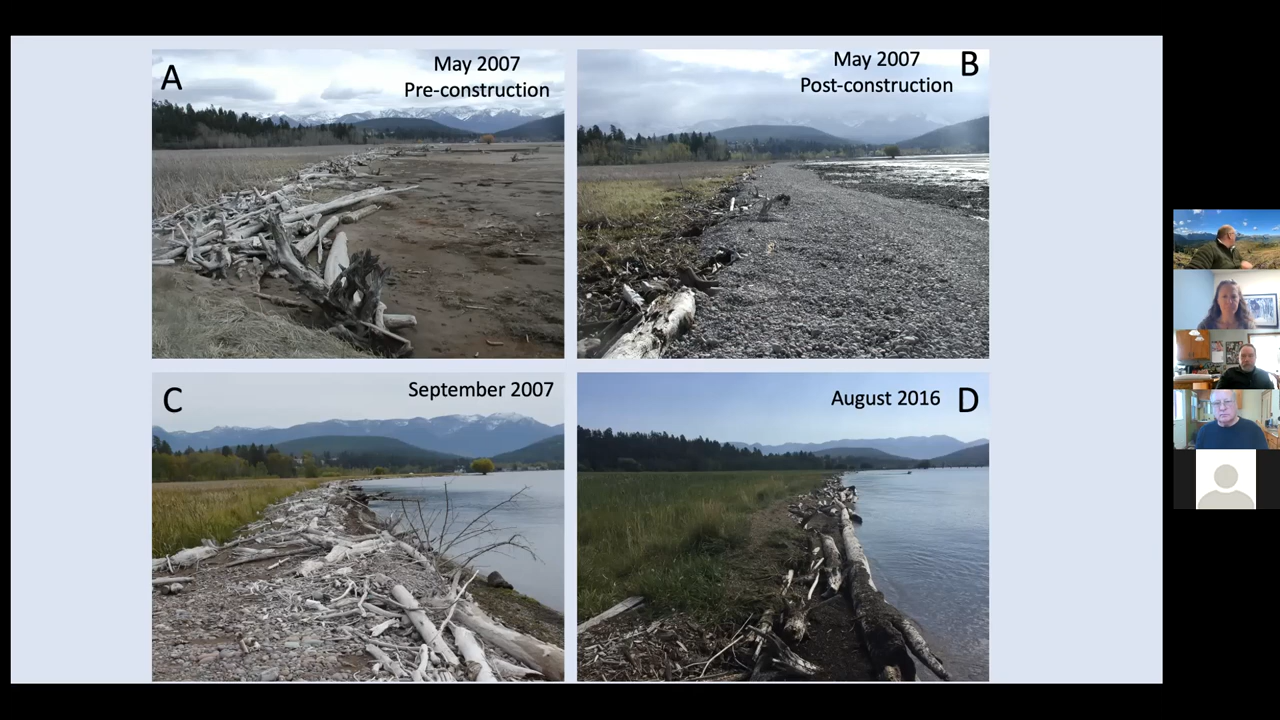 A
May 2007
Pre-construction
May 2007
Post-construction
B
C
September 2007
August 2016
D